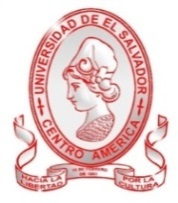 UNIVERSIDAD DE EL SALVADOR
CENTRO AMERICA
HACIA LA
LIBERTAD
POR LA
CULTURA